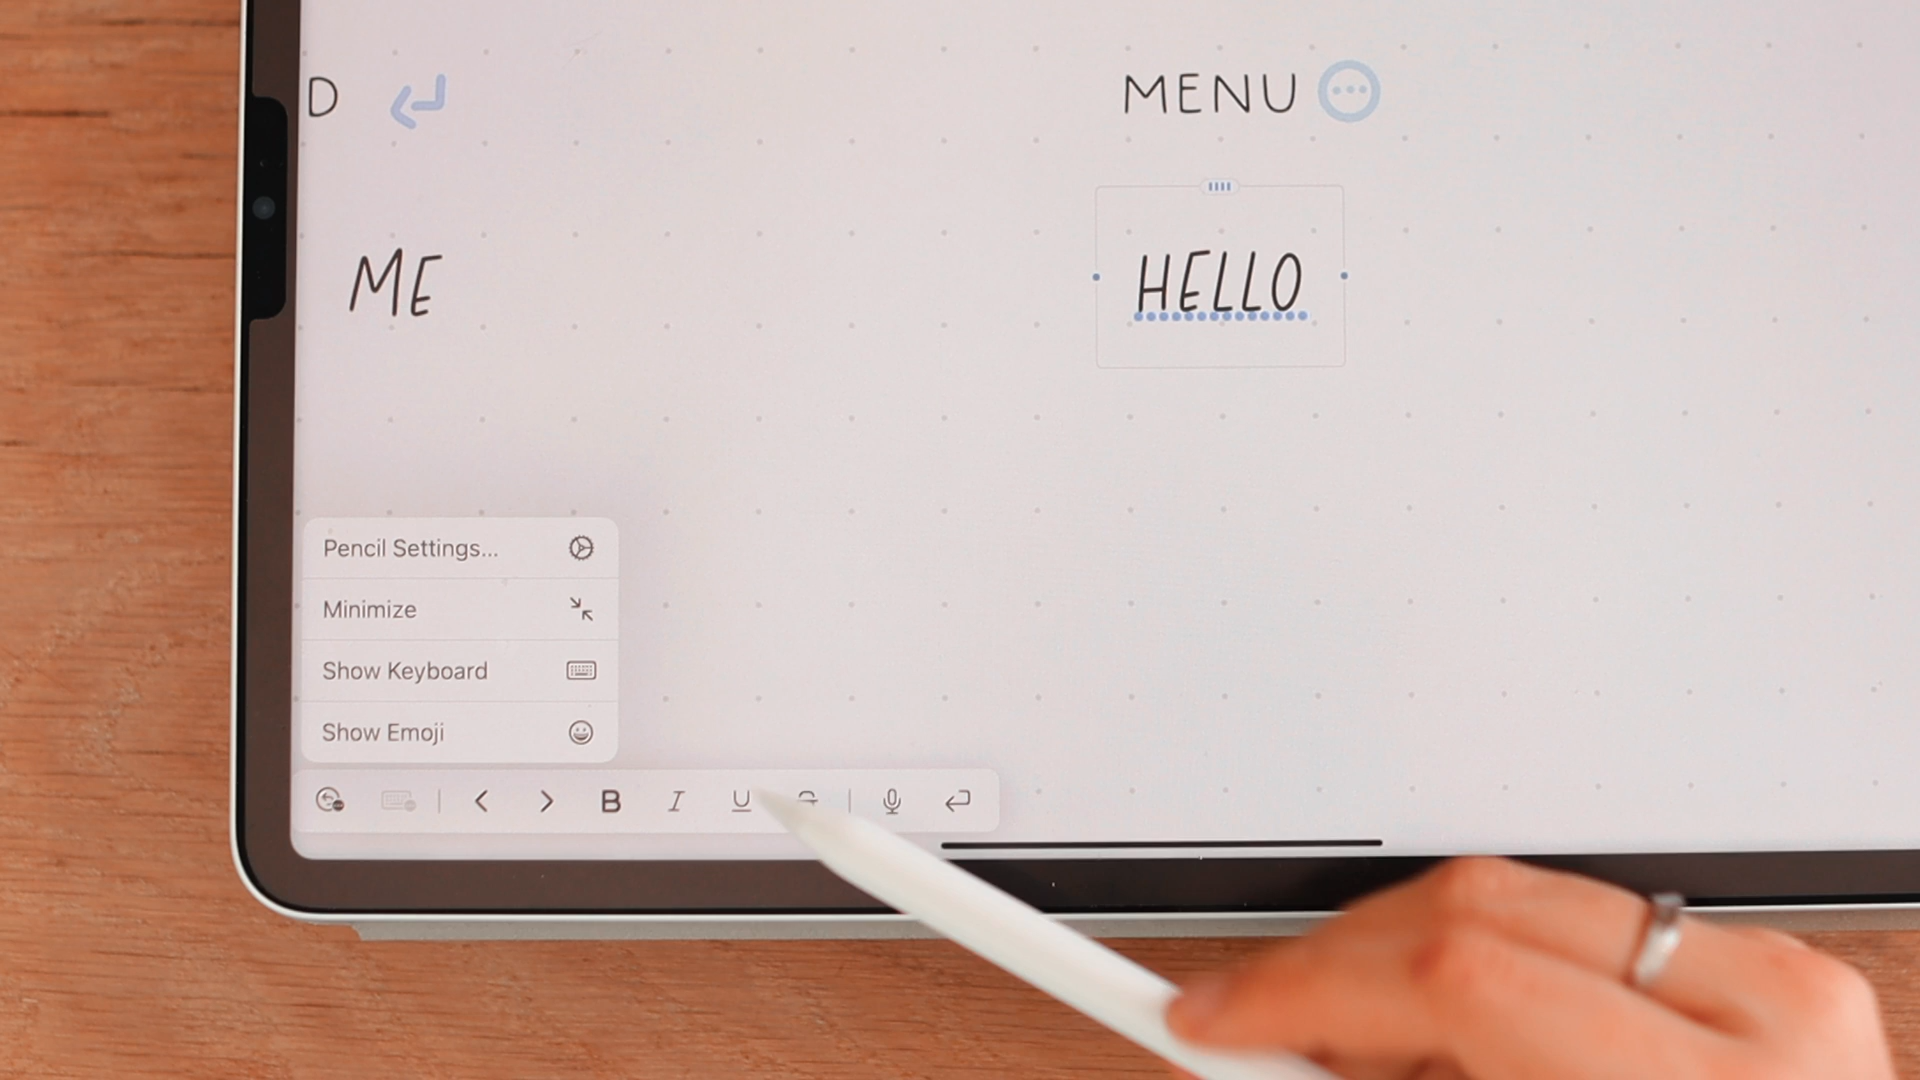 D
MENU
ME
HELLO
Pencil Settings...
Minimize
Show Keyboard
Show Emoji
B I U S